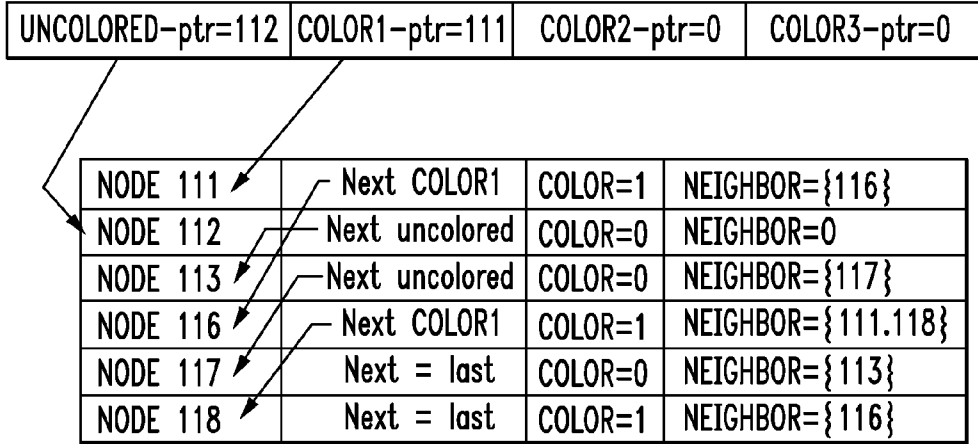 UNCOLORED-ptr=112 COLOR1-ptr=111 COLOR2-ptr=0 COLOR3-ptr=0
NODE 111 Next COLOR1 COLOR=1 NEIGHBOR={116}
NODE 112 Next uncolored COLOR=0 NEIGHBOR=0
NODE 113 Next uncolored COLOR=0 NEIGHBOR={117}
NODE 116 Next COLOR1 COLOR=1 NEIGHBOR={111.118}
NODE 117 Next = last COLOR=0 NEIGHBOR={113}
NODE 118 Next = last COLOR=1 NEIGHBOR={116}